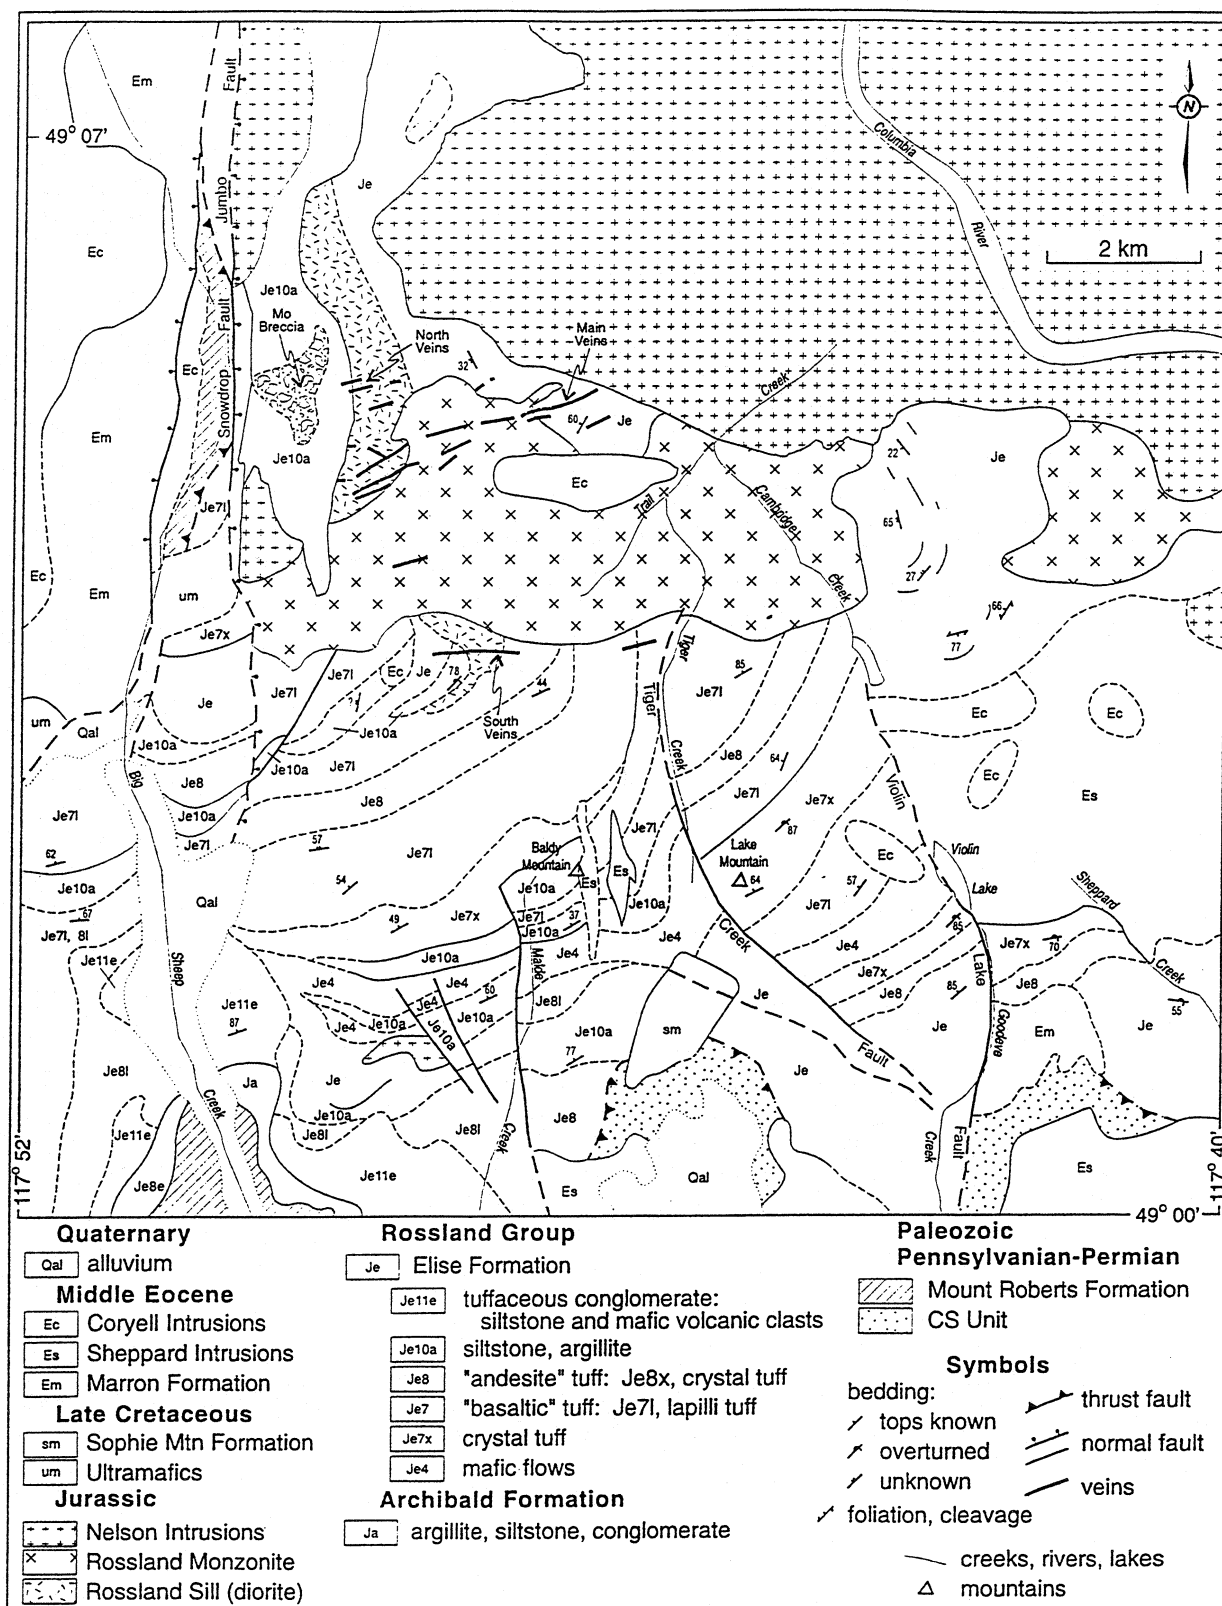 Em
Fault
49° 07'
Columbia
N
Jumbo
Je
Ec
River
2 km
Je10a
Mo
Breccia
Fault
North
Veins
Main
Veins
32
Ec
Snowdrop
Creek
60
Je
Em
Je10a
22
Je
Ec
Trail
Cambridge
Je7l
65
Ec
Em
um
27
Creek
66
Je7x
Tiger
77
Je7l
Je7l
Ec
Je
78
85
44
Je7l
Tiger
Je
um
Qal
South
Veins
Ec
Ec
Je10a
Je10a
Je10a
Je7l
Creek
Je8
64
Big
Je8
Ec
Je8
Je7l
Je7x
Violin
Es
Je10a
Je7l
Je7l
57
Je7l
87
62
Je7l
Baldy
Mountain
Lake
Mountain
Ec
Violin
Je10a
Qal
54
Je10a
Es
Es
64
57
Lake
Sheppard
67
49
Je7x
Je7l
37
Je10a
Je7l
85
Je7l, 8l
Je10a
Je4
Creek
Je4
Je7x
70
Je11e
Sheep
Je10a
Malde
Je4
Je7x
Lake
Creek
Je4
Je4
60
Je8l
Je
Je8
85
Je8
55
Je11e
Je4
Je10a
Je4
Je10a
Je10a
Je10a
sm
Je
Goodeve
Em
Je
87
77
Fault
Je8l
Ja
Je
Je
Creek
Je10a
Je8
Je11e
Je8l
Je8l
Creek
Creek
Fault
Es
Je8e
Je11e
Es
Qal
117° 52'
117° 40'
49° 00'
Quaternary
Qal alluvium
Middle Eocene
Ec Coryell Intrusions
Es Sheppard Intrusions
Em Marron Formation
Late Cretaceous
sm Sophie Mtn Formation
um Ultramafics
Jurassic
Nelson Intrusions
Rossland Monzonite
Rossland Sill (diorite)
Rossland Group
Je Elise Formation
Je11e tuffaceous conglomerate:
siltstone and mafic volcanic clasts
Je10a siltstone, argillite
Je8 "andesite" tuff: Je8x, crystal tuff
Je7 "basaltic" tuff: Je7l, lapilli tuff
Je7x crystal tuff
Je4 mafic flows
Archibald Formation
Ja argillite, siltstone, conglomerate
Paleozoic
Pennsylvanian-Permian
Mount Roberts Formation
CS Unit
Symbols
bedding:
tops known
overturned
unknown
foliation, cleavage
thrust fault
normal fault
veins
creeks, rivers, lakes
mountains